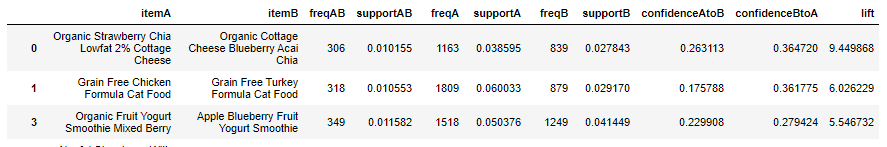 itemA itemB freqAB supportAB freqA supportA freqB supportB confidenceAtoB confidenceBtoA lift
0 Organic Strawberry Chia Lowfat 2% Cottage Cheese Organic Cottage Cheese Blueberry Acai Chia 306 0.010155 1163 0.038595 839 0.027843 0.263113 0.364720 9.449868
1 Grain Free Chicken Formula Cat Food Grain Free Turkey Formula Cat Food 318 0.010553 1809 0.060033 879 0.029170 0.175788 0.361775 6.026229
3 Organic Fruit Yogurt Smoothie Mixed Berry Apple Blueberry Fruit Yogurt Smoothie 349 0.011582 1518 0.050376 1249 0.041449 0.229908 0.279424 5.546732